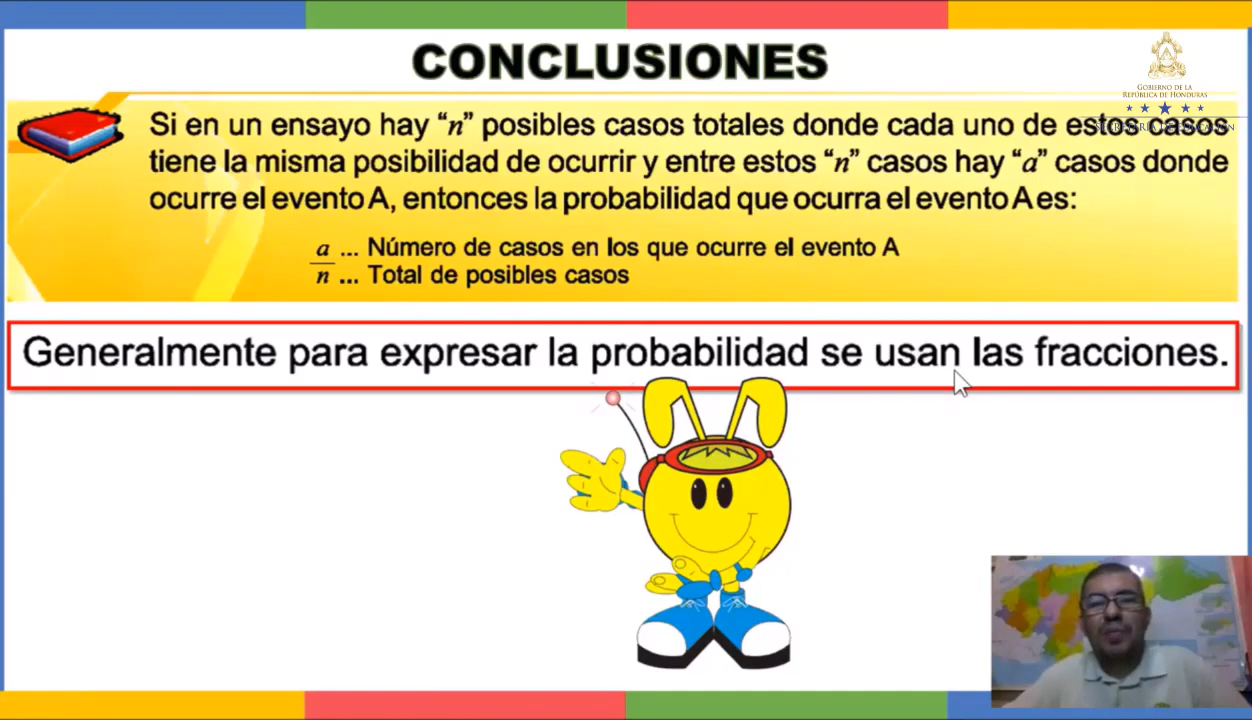 CONCLUSIONES
GOBIERNO DE LA
REPÚBLICA DE HONDURAS
SECRETARÍA DE EDUCACIÓN
Si en un ensayo hay “n” posibles casos totales donde cada uno de estos casos
tiene la misma posibilidad de ocurrir y entre estos “n” casos hay “a” casos donde
ocurre el evento A, entonces la probabilidad que ocurra el evento A es:
a ... Número de casos en los que ocurre el evento A
n ... Total de posibles casos
Generalmente para expresar la probabilidad se usan las fracciones.